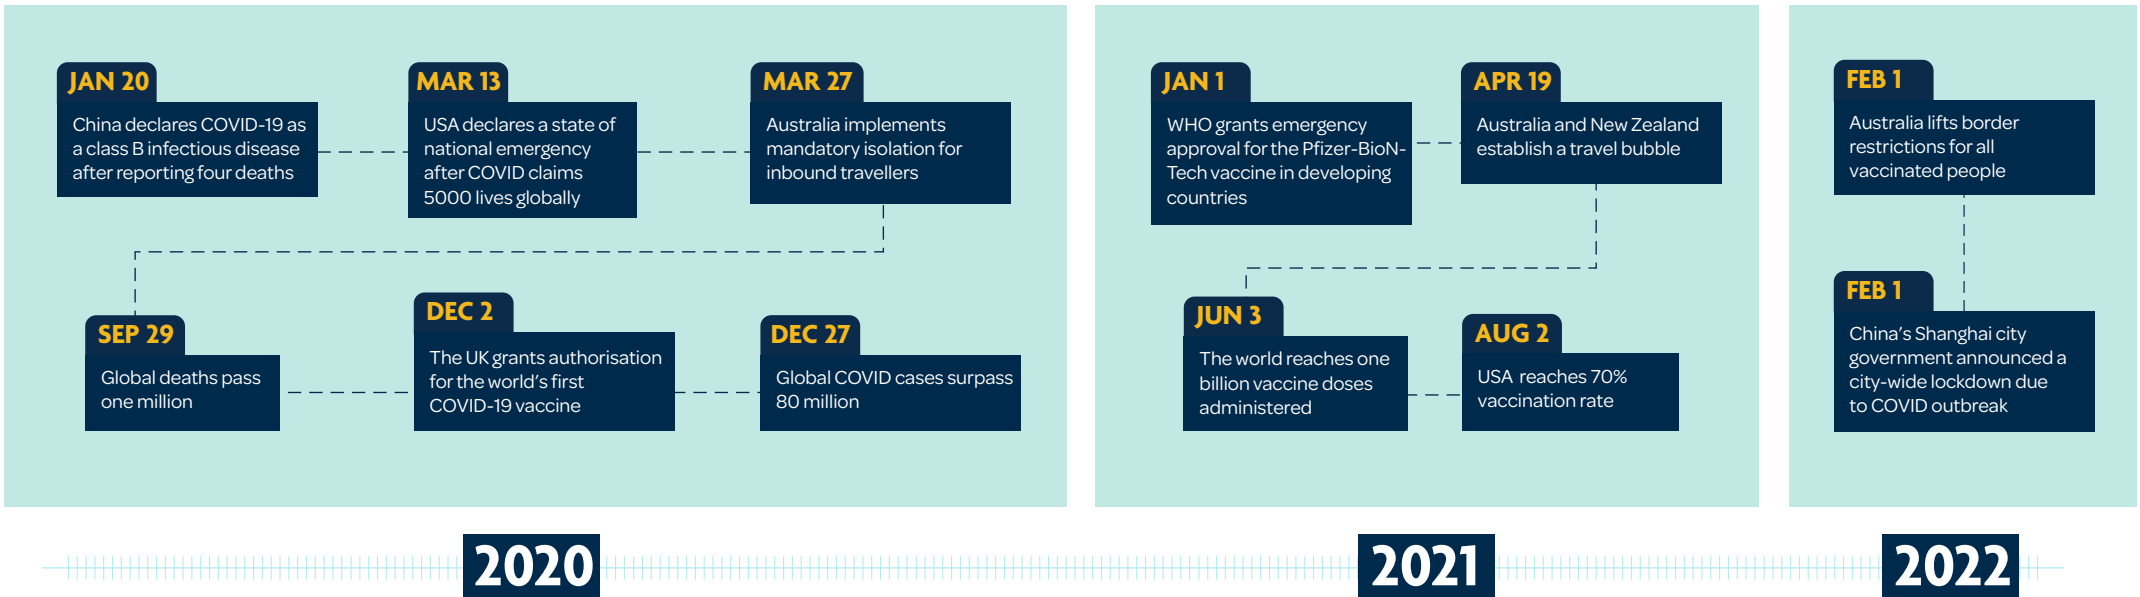 JAN 20
China declares COVID-19 as
a class B infectious disease
after reporting four deaths
MAR 13
USA declares a state of
national emergency
after COVID claims
5000 lives globally
MAR 27
Australia implements
mandatory isolation for
inbound travellers
SEP 29
Global deaths pass
one million
DEC 2
The UK grants authorisation
for the world's first
COVID-19 vaccine
DEC 27
Global COVID cases surpass
80 million
2020
JAN 1
WHO grants emergency
approval for the Pfizer-BioN-
Tech vaccine in developing
countries
APR 19
Australia and New Zealand
establish a travel bubble
JUN 3
The world reaches one
billion vaccine doses
administered
AUG 2
USA reaches 70%
vaccination rate
2021
FEB 1
Australia lifts border
restrictions for all
vaccinated people
FEB 1
China's Shanghai city
government announced a
city-wide lockdown due
to COVID outbreak
2022